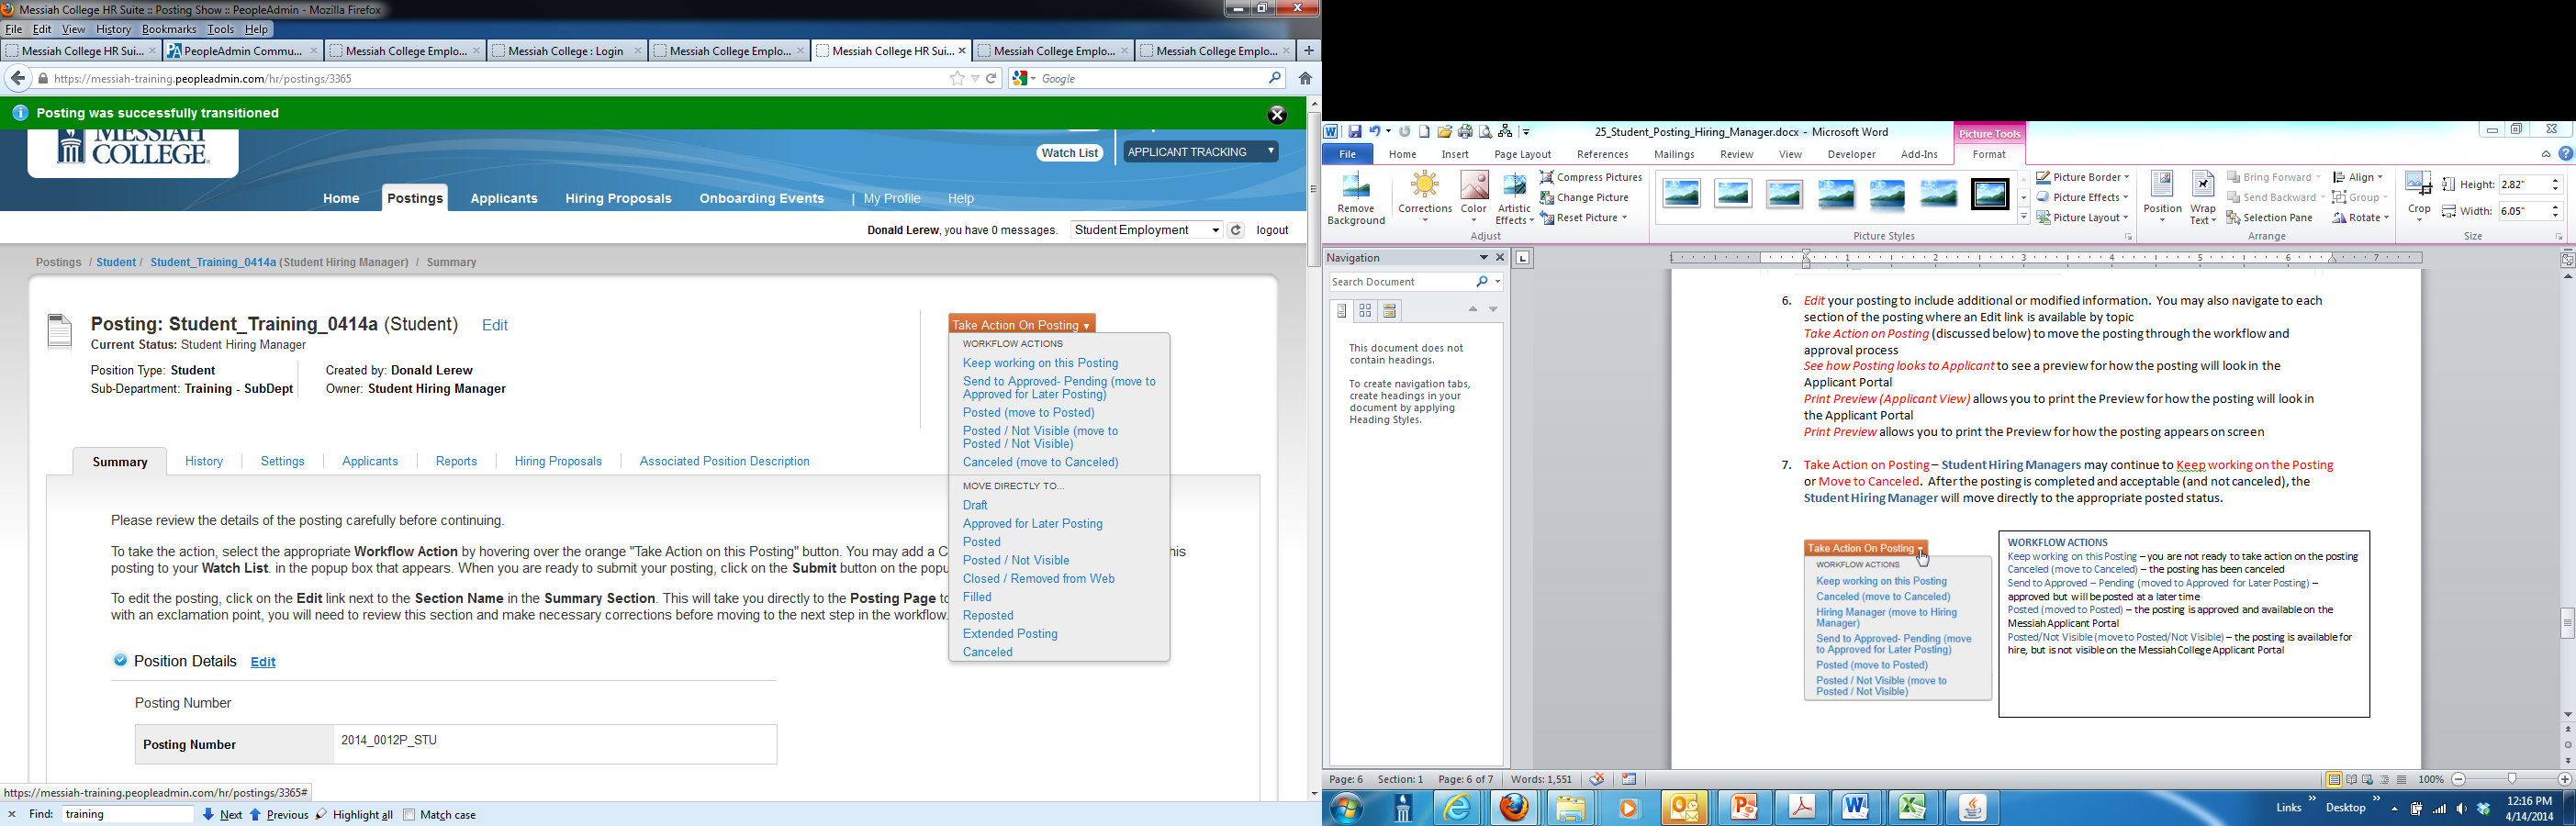 Messiah College HR Suite :: Posting Show :: PeopleAdmin - Mozilla Firefox
File Edit View History Bookmarks Tools Help
Messiah College HR Sui... × PeopleAdmin Commu... × Messiah College Emplo... × Messiah College : Login × Messiah College Emplo... × Messiah College HR Sui... × Messiah College Emplo... × Messiah College Emplo... × +
https://messiah-training.peopleadmin.com/hr/postings/3365
Google
Posting was successfully transitioned
MESSIAH
COLLEGE
Watch List
APPLICANT TRACKING
Home Postings Applicants Hiring Proposals Onboarding Events | My Profile Help
Donald Lerew, you have 0 messages. Student Employment logout
Postings / Student / Student_Training_0414a (Student Hiring Manager) / Summary
Posting: Student_Training_0414a (Student) Edit
Current Status: Student Hiring Manager
Position Type: Student
Sub-Department: Training - SubDept
Created by: Donald Lerew
Owner: Student Hiring Manager
Take Action On Posting
WORKFLOW ACTIONS
Keep working on this Posting
Send to Approved- Pending (move to
Approved for Later Posting)
Posted (move to Posted)
Posted / Not Visible (move to
Posted / Not Visible)
Canceled (move to Canceled)
MOVE DIRECTLY TO...
Draft
Approved for Later Posting
Posted
Posted / Not Visible
Closed / Removed from Web
Filled
Reposted
Extended Posting
Canceled
Summary History Settings Applicants Reports Hiring Proposals Associated Position Description
Please review the details of the posting carefully before continuing.
To take the action, select the appropriate Workflow Action by hovering over the orange "Take Action on this Posting" button. You may add a C his
posting to your Watch List. in the popup box that appears. When you are ready to submit your posting, click on the Submit button on the popu
To edit the posting, click on the Edit link next to the Section Name in the Summary Section. This will take you directly to the Posting Page to
with an exclamation point, you will need to review this section and make necessary corrections before moving to the next step in the workflow.
Position Details Edit
Posting Number
Posting Number 2014_0012P_STU
https://messiah-training.peopleadmin.com/hr/postings/3365#
× Find: training Next Previous Highlight all Match case
25_Student_Posting_Hiring_Manager.docx - Microsoft Word
Picture Tools
File Home Insert Page Layout References Mailings Review View Developer Add-Ins Format
Remove
Background
Corrections
Color
Artistic
Effects
Compress Pictures
Change Picture
Reset Picture
Adjust
Picture Styles
Picture Border
Picture Effects
Picture Layout
Position
Wrap
Text
Bring Forward
Send Backward
Selection Pane
Align
Group
Rotate
Arrange
Crop
Height: 2.82"
Width: 6.05"
Size
Navigation
Search Document
This document does not
contain headings.
To create navigation tabs,
create headings in your
document by applying
Heading Styles.
1 2 3 4 5 6 7
6. Edit your posting to include additional or modified information. You may also navigate to each
section of the posting where an Edit link is available by topic
Take Action on Posting (discussed below) to move the posting through the workflow and
approval process
See how Posting looks to Applicant to see a preview for how the posting will look in the
Applicant Portal
Print Preview (Applicant View) allows you to print the Preview for how the posting will look in
the Applicant Portal
Print Preview allows you to print the Preview for how the posting appears on screen
7. Take Action on Posting – Student Hiring Managers may continue to Keep working on the Posting
or Move to Canceled. After the posting is completed and acceptable (and not canceled), the
Student Hiring Manager will move directly to the appropriate posted status.
Take Action On Posting
WORKFLOW ACTIONS
Keep working on this Posting
Canceled (move to Canceled)
Hiring Manager (move to Hiring
Manager)
Send to Approved- Pending (move
to Approved for Later Posting)
Posted (move to Posted)
Posted / Not Visible (move to
Posted / Not Visible)
WORKFLOW ACTIONS
Keep working on this Posting – you are not ready to take action on the posting
Canceled (move to Canceled) – the posting has been canceled
Send to Approved – Pending (moved to Approved for Later Posting) –
approved but will be posted at a later time
Posted (moved to Posted) – the posting is approved and available on the
Messiah Applicant Portal
Posted/Not Visible (move to Posted/Not Visible) – the posting is available for
hire, but is not visible on the Messiah College Applicant Portal
Page: 6 Section: 1 Page: 6 of 7 Words: 1,551 100%
Links Desktop
12:16 PM
4/14/2014